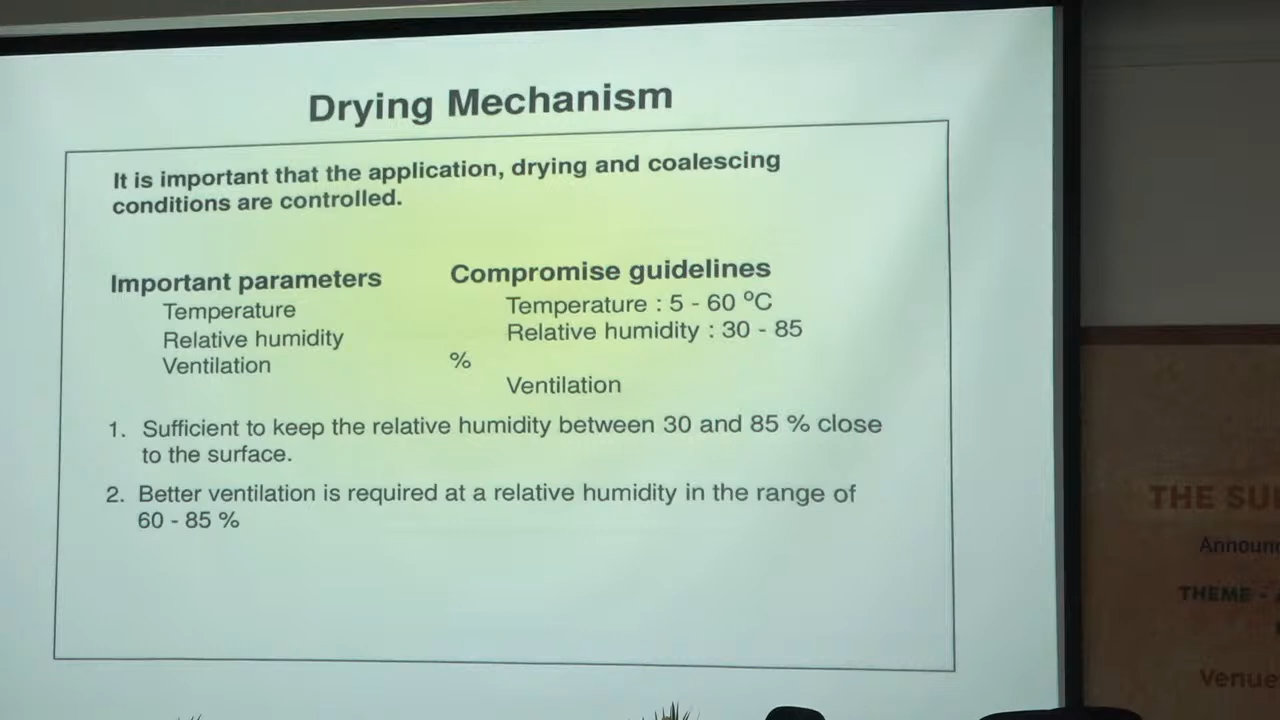 Drying Mechanism
It is important that the application, drying and coalescing
conditions are controlled.
Important parameters
Temperature
Relative humidity
Ventilation
Compromise guidelines
Temperature : 5 - 60 ºC
Relative humidity : 30 - 85
%
Ventilation
1. Sufficient to keep the relative humidity between 30 and 85 % close
to the surface.
2. Better ventilation is required at a relative humidity in the range of
60 - 85 %
THE
THEME -
Venue